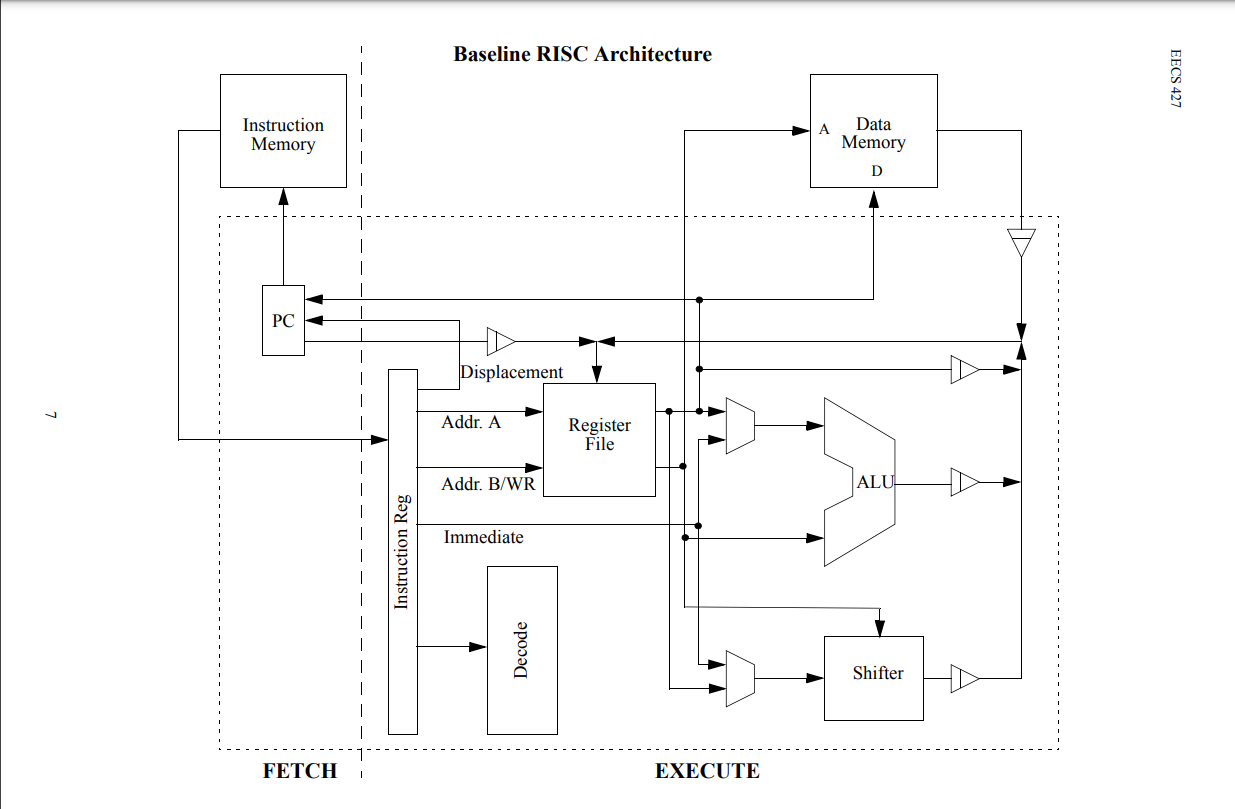 Baseline RISC Architecture
EECS 427
Instruction
Memory
A
Data
Memory
D
PC
Displacement
Addr. A
Register
File
Addr. B/WR
ALU
Instruction Reg
Immediate
Decode
Shifter
7
FETCH
EXECUTE